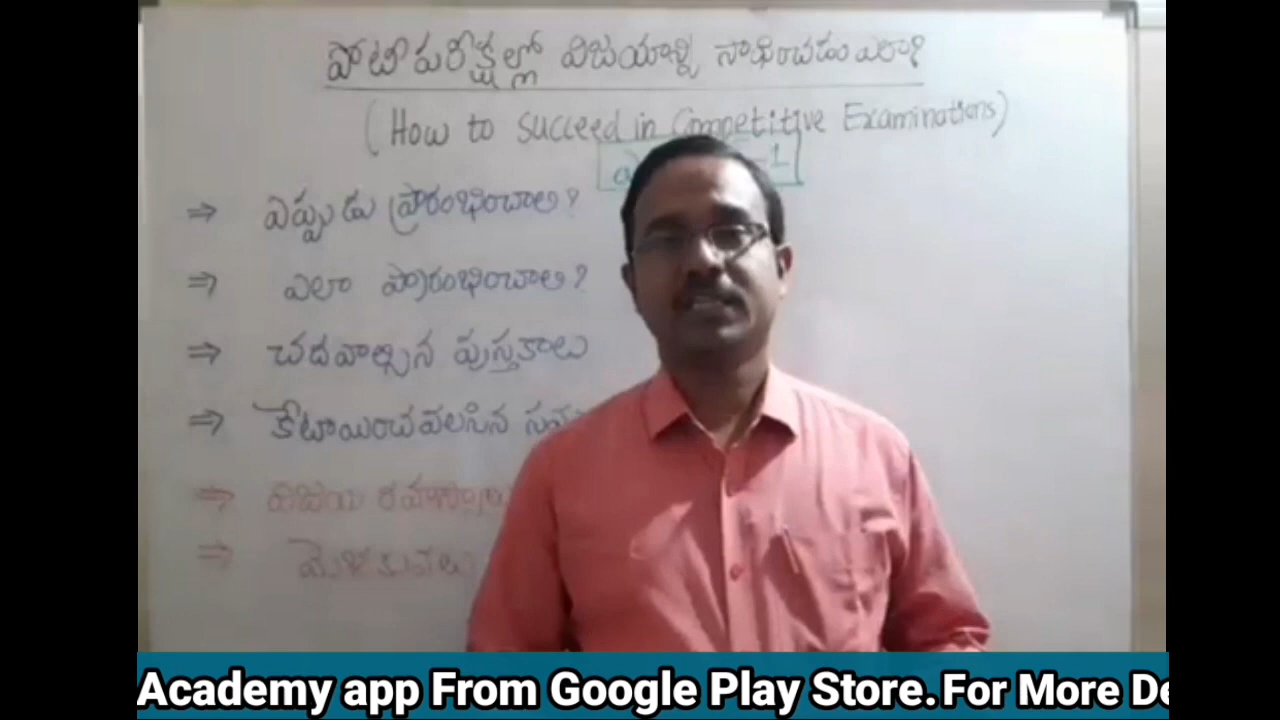 పోటీ పరీక్షల్లో విజయాన్ని సాధించడం ఎలా?
(How to Succeed in Competitive Examinations)
⇒ ఎప్పుడు ప్రారంభించాలి?
⇒ ఎలా ప్రారంభించాలి?
⇒ చదవాల్సిన పుస్తకాలు
⇒ కేటాయించవలసిన
⇒ విజయ రహస్యాలు
⇒ మెళకువలు
Academy app From Google Play Store.For More